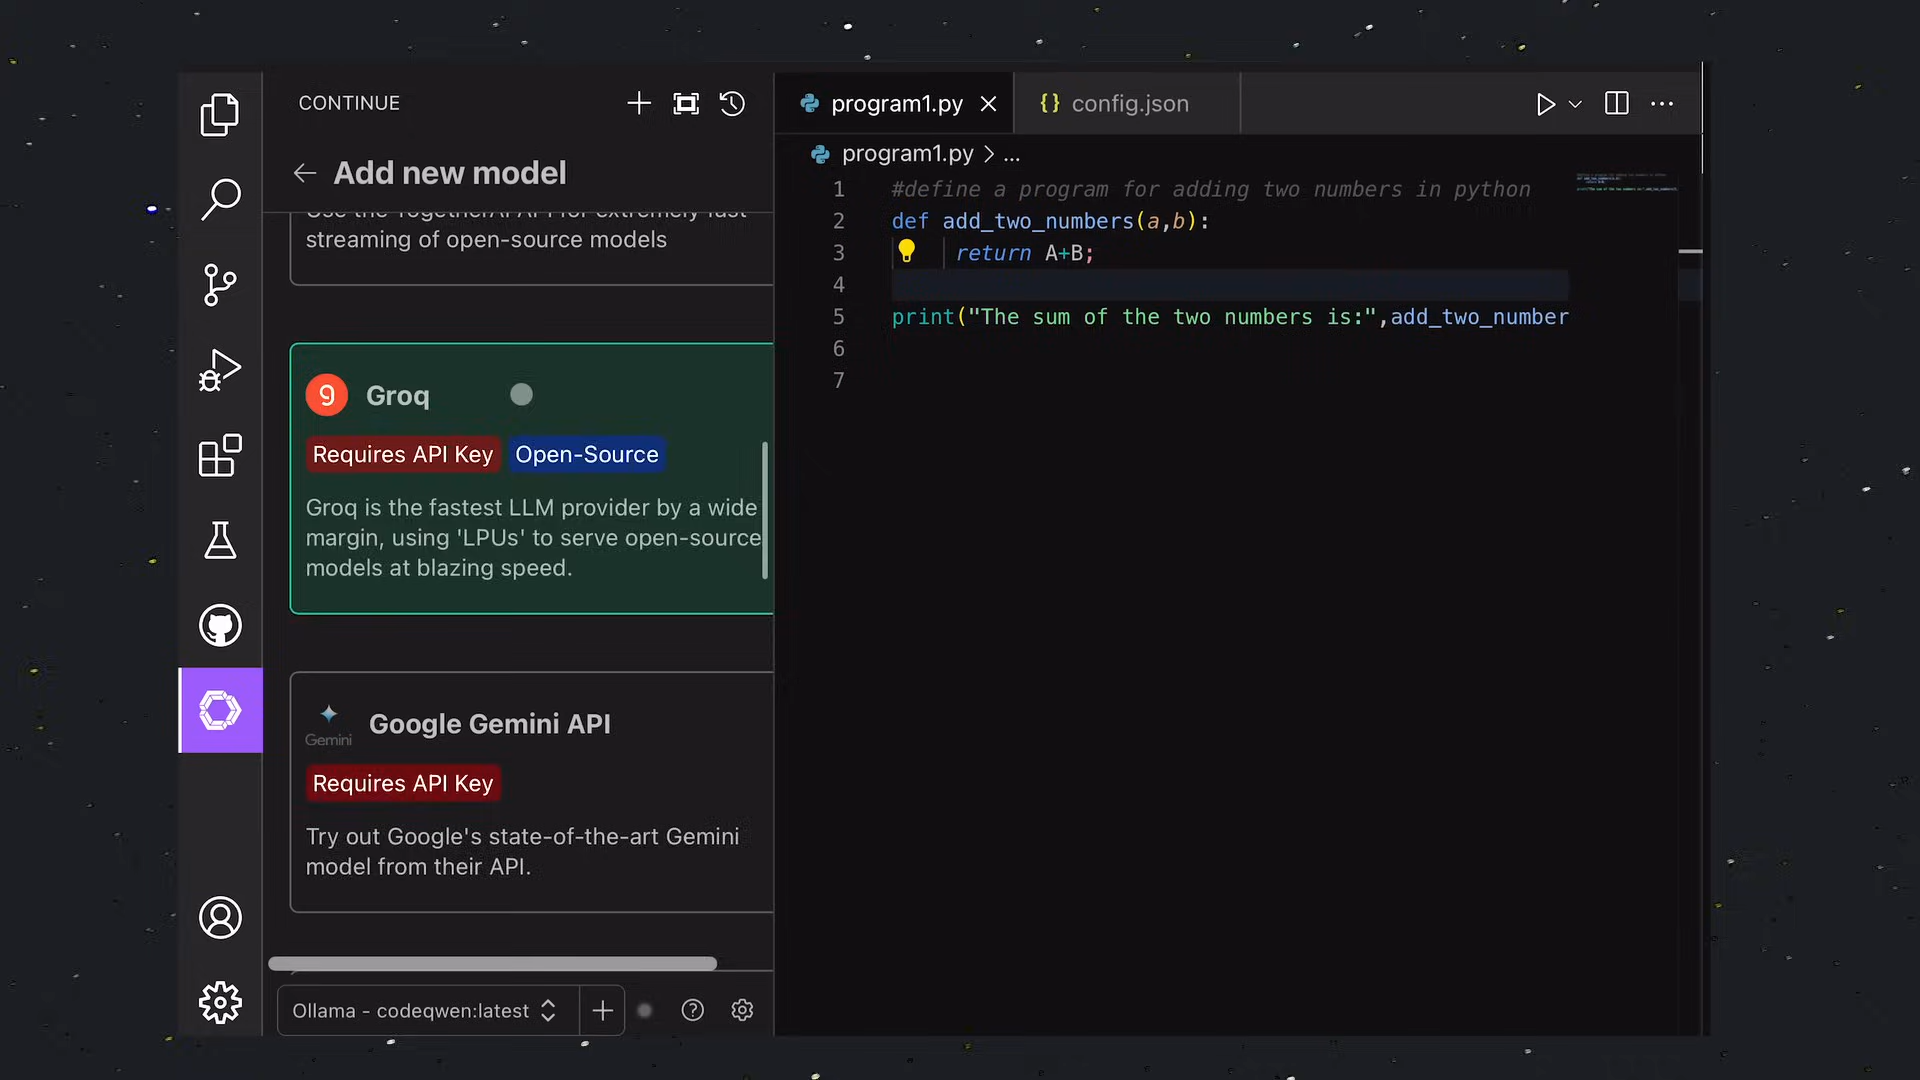 CONTINUE
Add new model
Use the TogetherAI API for extremely fast
streaming of open-source models
Groq
Requires API Key Open-Source
Groq is the fastest LLM provider by a wide
margin, using 'LPUs' to serve open-source
models at blazing speed.
Gemini
Google Gemini API
Requires API Key
Try out Google's state-of-the-art Gemini
model from their API.
Ollama - codeqwen:latest
program1.py
{} config.json
program1.py > ...
1 #define a program for adding two numbers in python
2 def add_two_numbers(a,b):
3 return A+B;
4
5 print("The sum of the two numbers is:",add_two_number
6
7